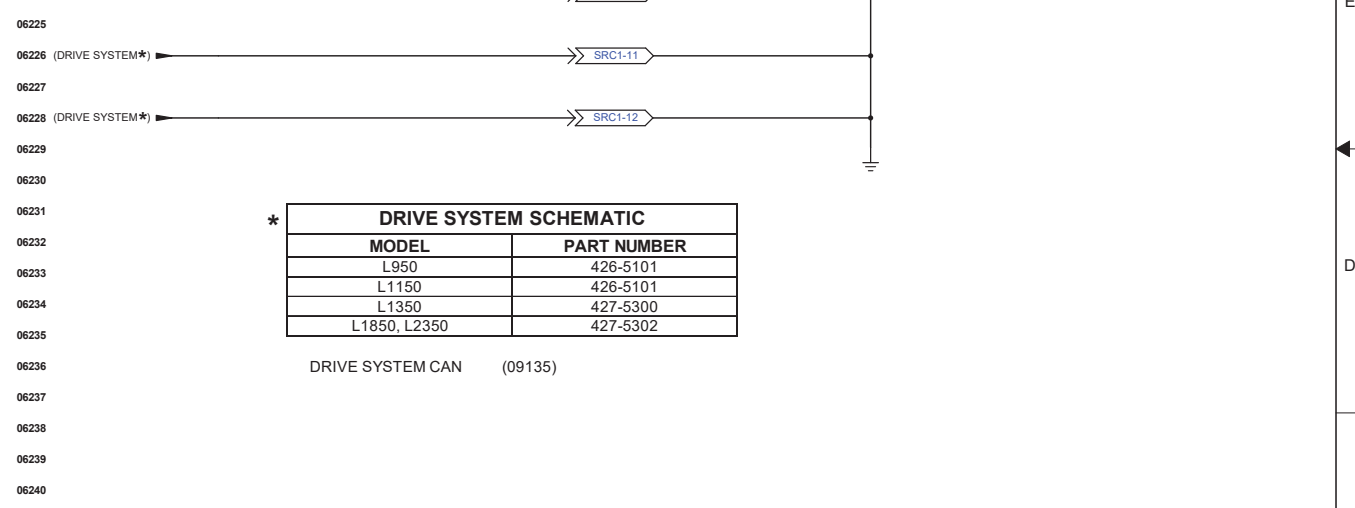 E
06225
06226 (DRIVE SYSTEM*) SRC1-11
06227
06228 (DRIVE SYSTEM*) SRC1-12
06229
06230
06231
* DRIVE SYSTEM SCHEMATIC
06232
MODEL PART NUMBER
L950 426-5101
06233
D
L1150 426-5101
06234
L1350 427-5300
L1850, L2350 427-5302
06235
06236
DRIVE SYSTEM CAN (09135)
06237
06238
06239
06240